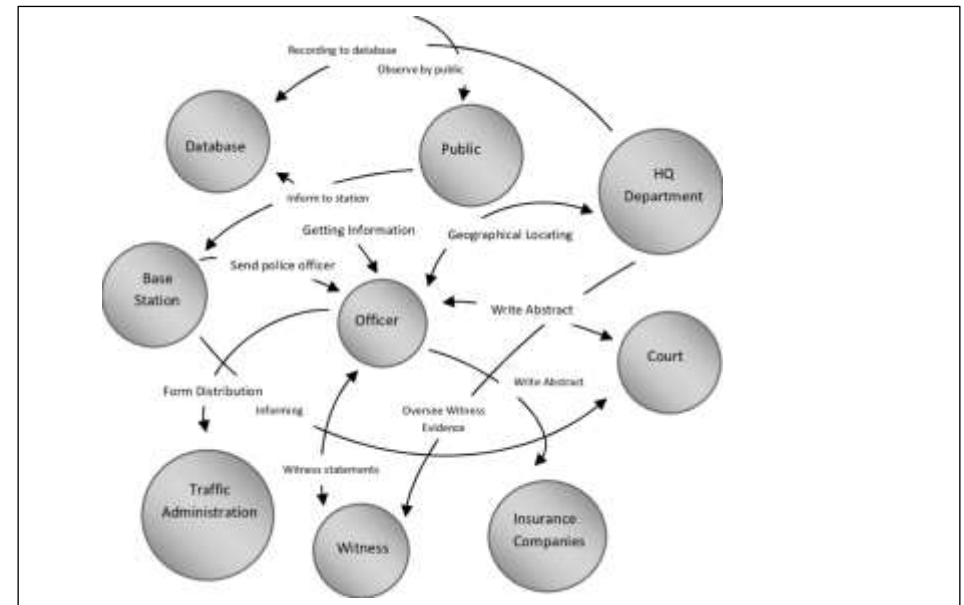 Recording to database
Observe by public
Database
Public
HQ
Department
Inform to station
Getting Information
Geographical Locating
Send police officer
Base
Station
Officer
Write Abstract
Court
Form Distribution
Informing
Write Abstract
Oversee Witness
Evidence
Witness statements
Traffic
Administration
Insurance
Companies
Witness